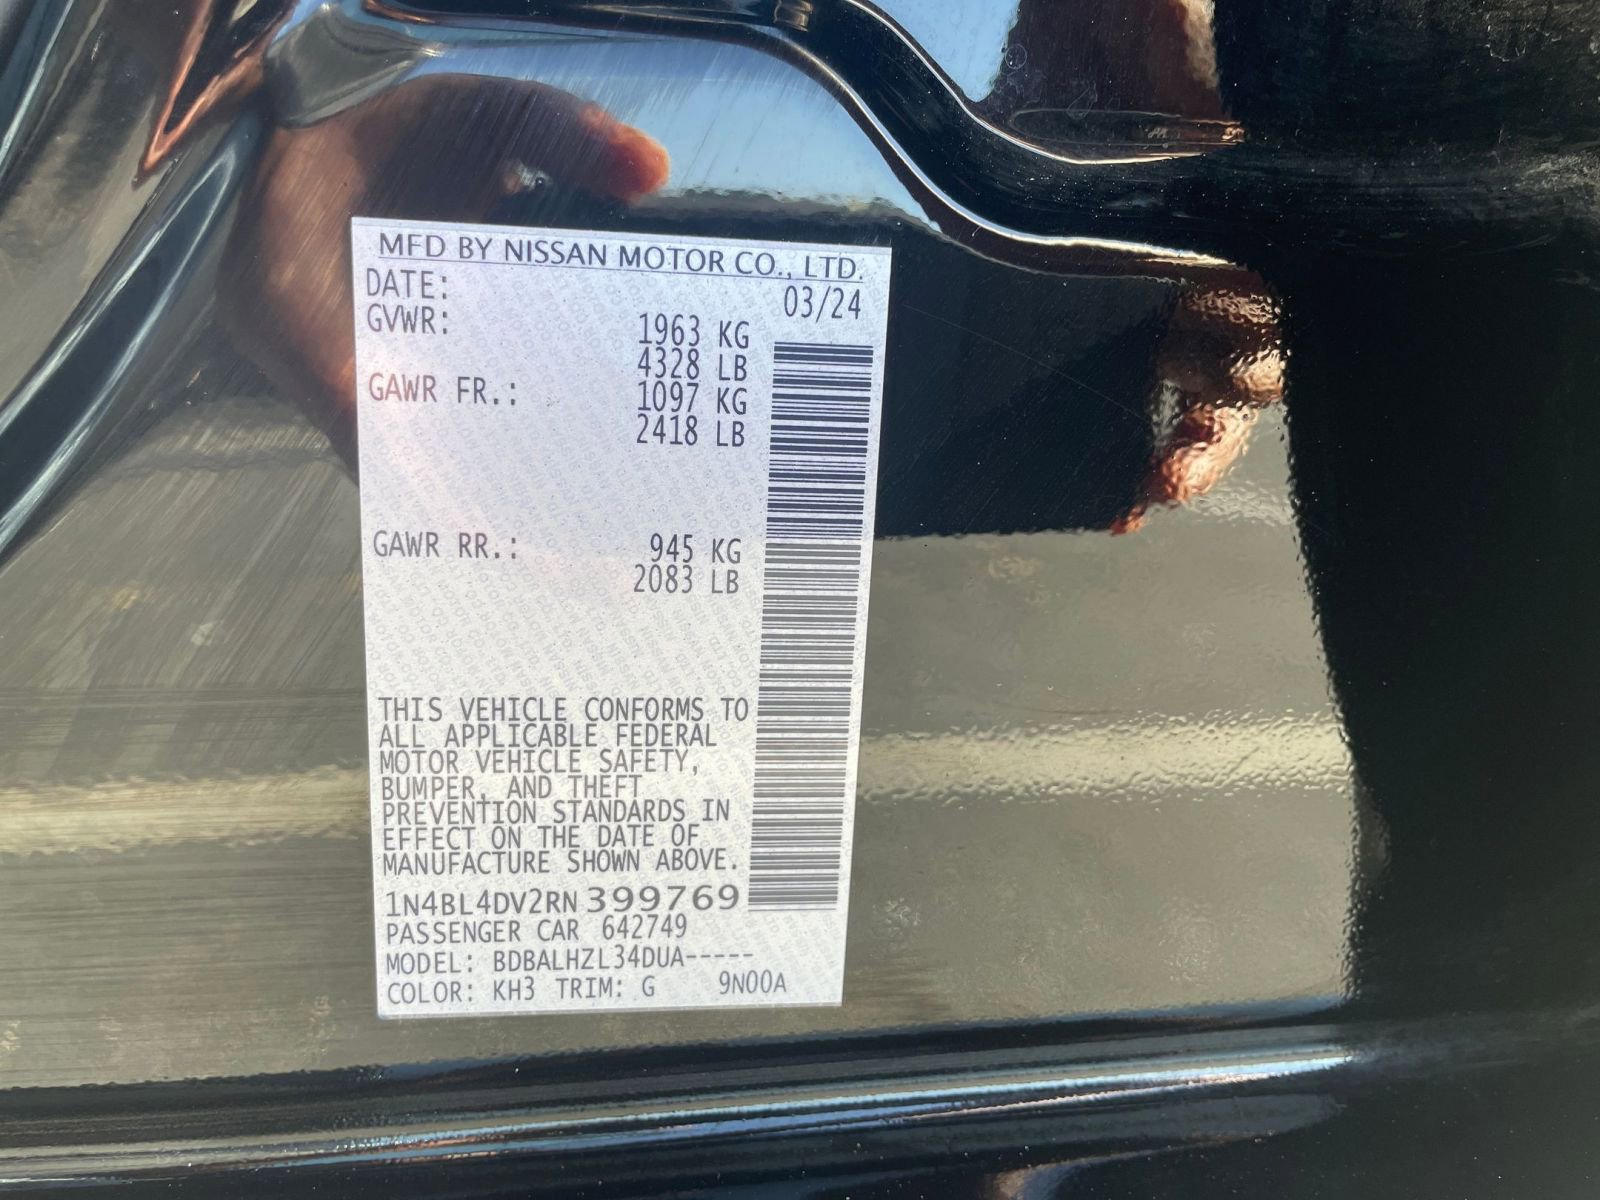 MFD BY NISSAN MOTOR CO., LTD.
DATE: 03/24
GVWR: 1963 KG
4328 LB
GAWR FR.: 1097 KG
2418 LB
GAWR RR.: 945 KG
2083 LB
THIS VEHICLE CONFORMS TO
ALL APPLICABLE FEDERAL
MOTOR VEHICLE SAFETY,
BUMPER, AND THEFT
PREVENTION STANDARDS IN
EFFECT ON THE DATE OF
MANUFACTURE SHOWN ABOVE.
1N4BL4DV2RN399769
PASSENGER CAR 642749
MODEL: BDBALHZL34DUA-----
COLOR: KH3 TRIM: G 9N00A